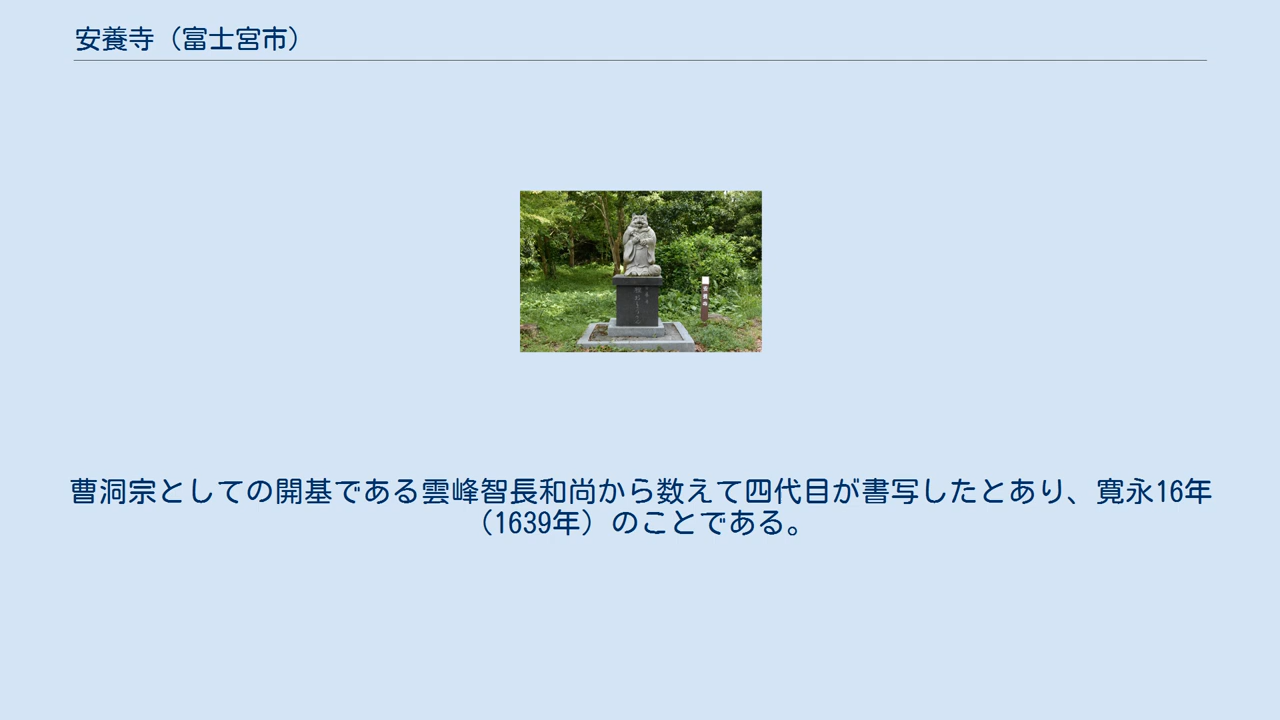 安養寺（富士宮市）
曹洞宗としての開基である雲峰智長和尚から数えて四代目が書写したとあり、寛永16年
（1639年）のことである。